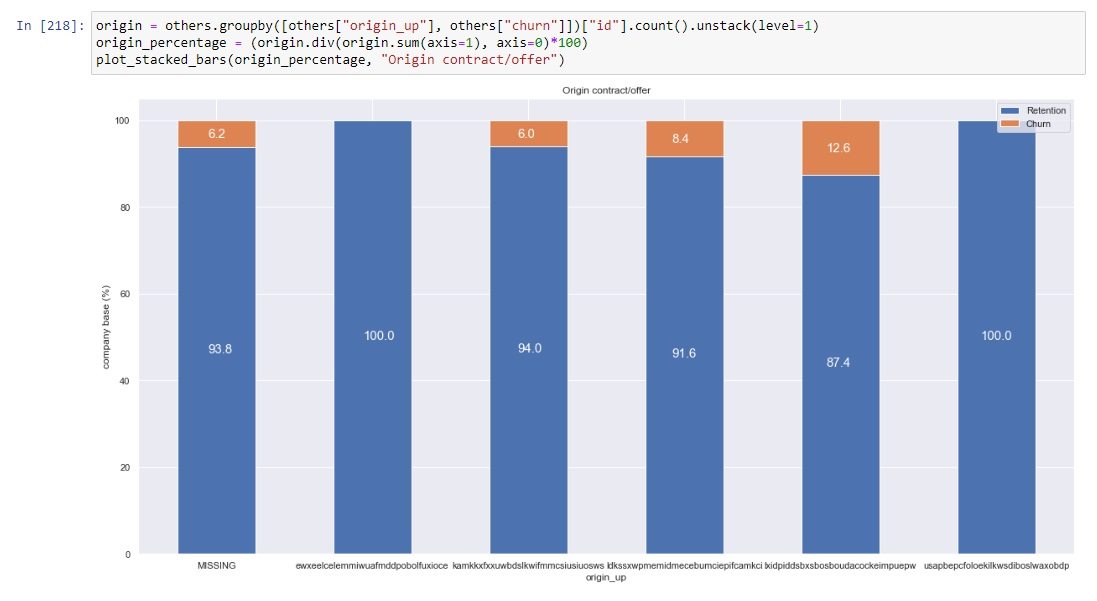 In [218]: origin = others.groupby([others["origin_up"], others["churn"]])["id"].count().unstack(level=1)
origin_percentage = (origin.div(origin.sum(axis=1), axis=0)*100)
plot_stacked_bars(origin_percentage, "Origin contract/offer")
Origin contract/offer
Retention
Churn
100
80
60
40
20
0
company base (%)
6.2
6.0
8.4
12.6
93.8
100.0
94.0
91.6
87.4
100.0
MISSING ewxeelcelemmiwuafmddpobolfuxioce kamkkxfxxuwbdslkwifmmcsiusiuosws ldkssxwpmemidmecebumciepifcamkci lxidpiddsbxsbosboudacockeimpuepw usapbepcfoloekilkwsdiboslwaxobdp
origin_up